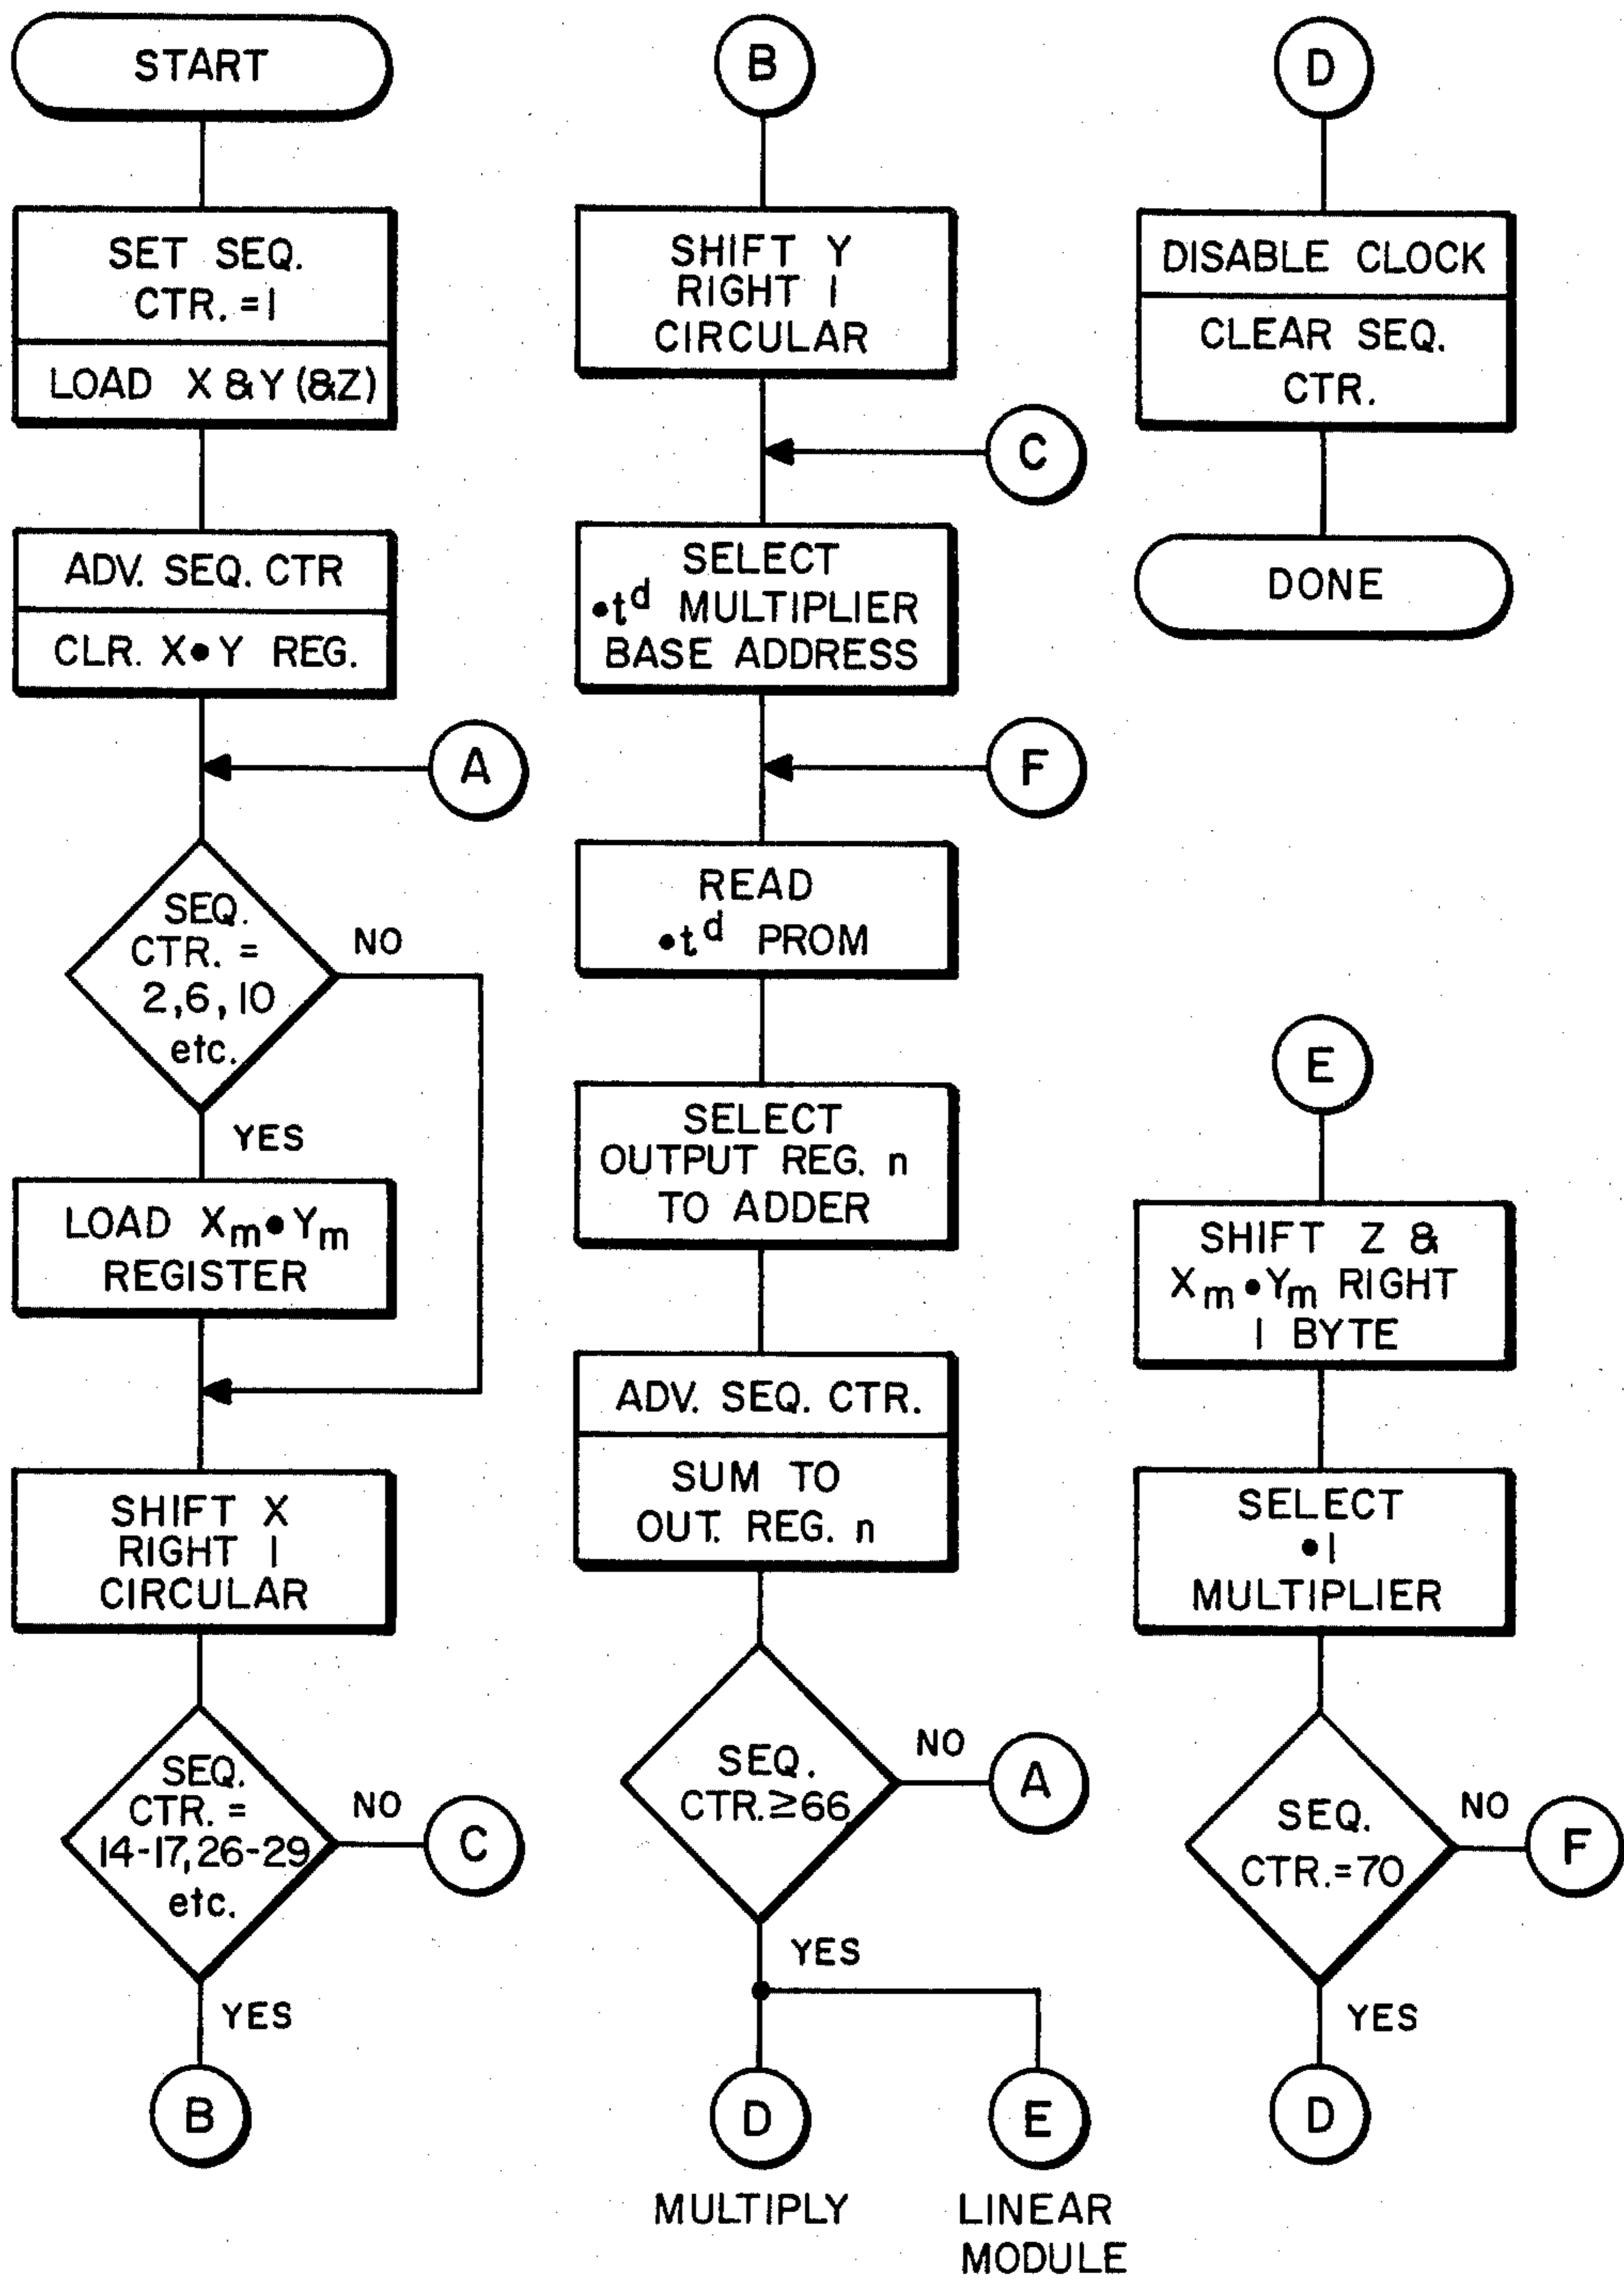 START
SET SEQ.
CTR. = 1
LOAD X & Y (&Z)
ADV. SEQ. CTR
CLR. X•Y REG.
A
SEQ.
CTR. =
2,6,10
etc.
NO
YES
LOAD Xm•Ym
REGISTER
SHIFT X
RIGHT 1
CIRCULAR
SEQ.
CTR. =
14-17,26-29
etc.
NO
C
YES
B
B
SHIFT Y
RIGHT 1
CIRCULAR
C
SELECT
•t^d MULTIPLIER
BASE ADDRESS
F
READ
•t^d PROM
SELECT
OUTPUT REG. n
TO ADDER
ADV. SEQ. CTR.
SUM TO
OUT. REG. n
SEQ.
CTR.≥66
NO
A
YES
D
E
MULTIPLY
LINEAR
MODULE
D
DISABLE CLOCK
CLEAR SEQ.
CTR.
DONE
E
SHIFT Z &
Xm•Ym RIGHT
1 BYTE
SELECT
•1
MULTIPLIER
SEQ.
CTR.=70
NO
F
YES
D